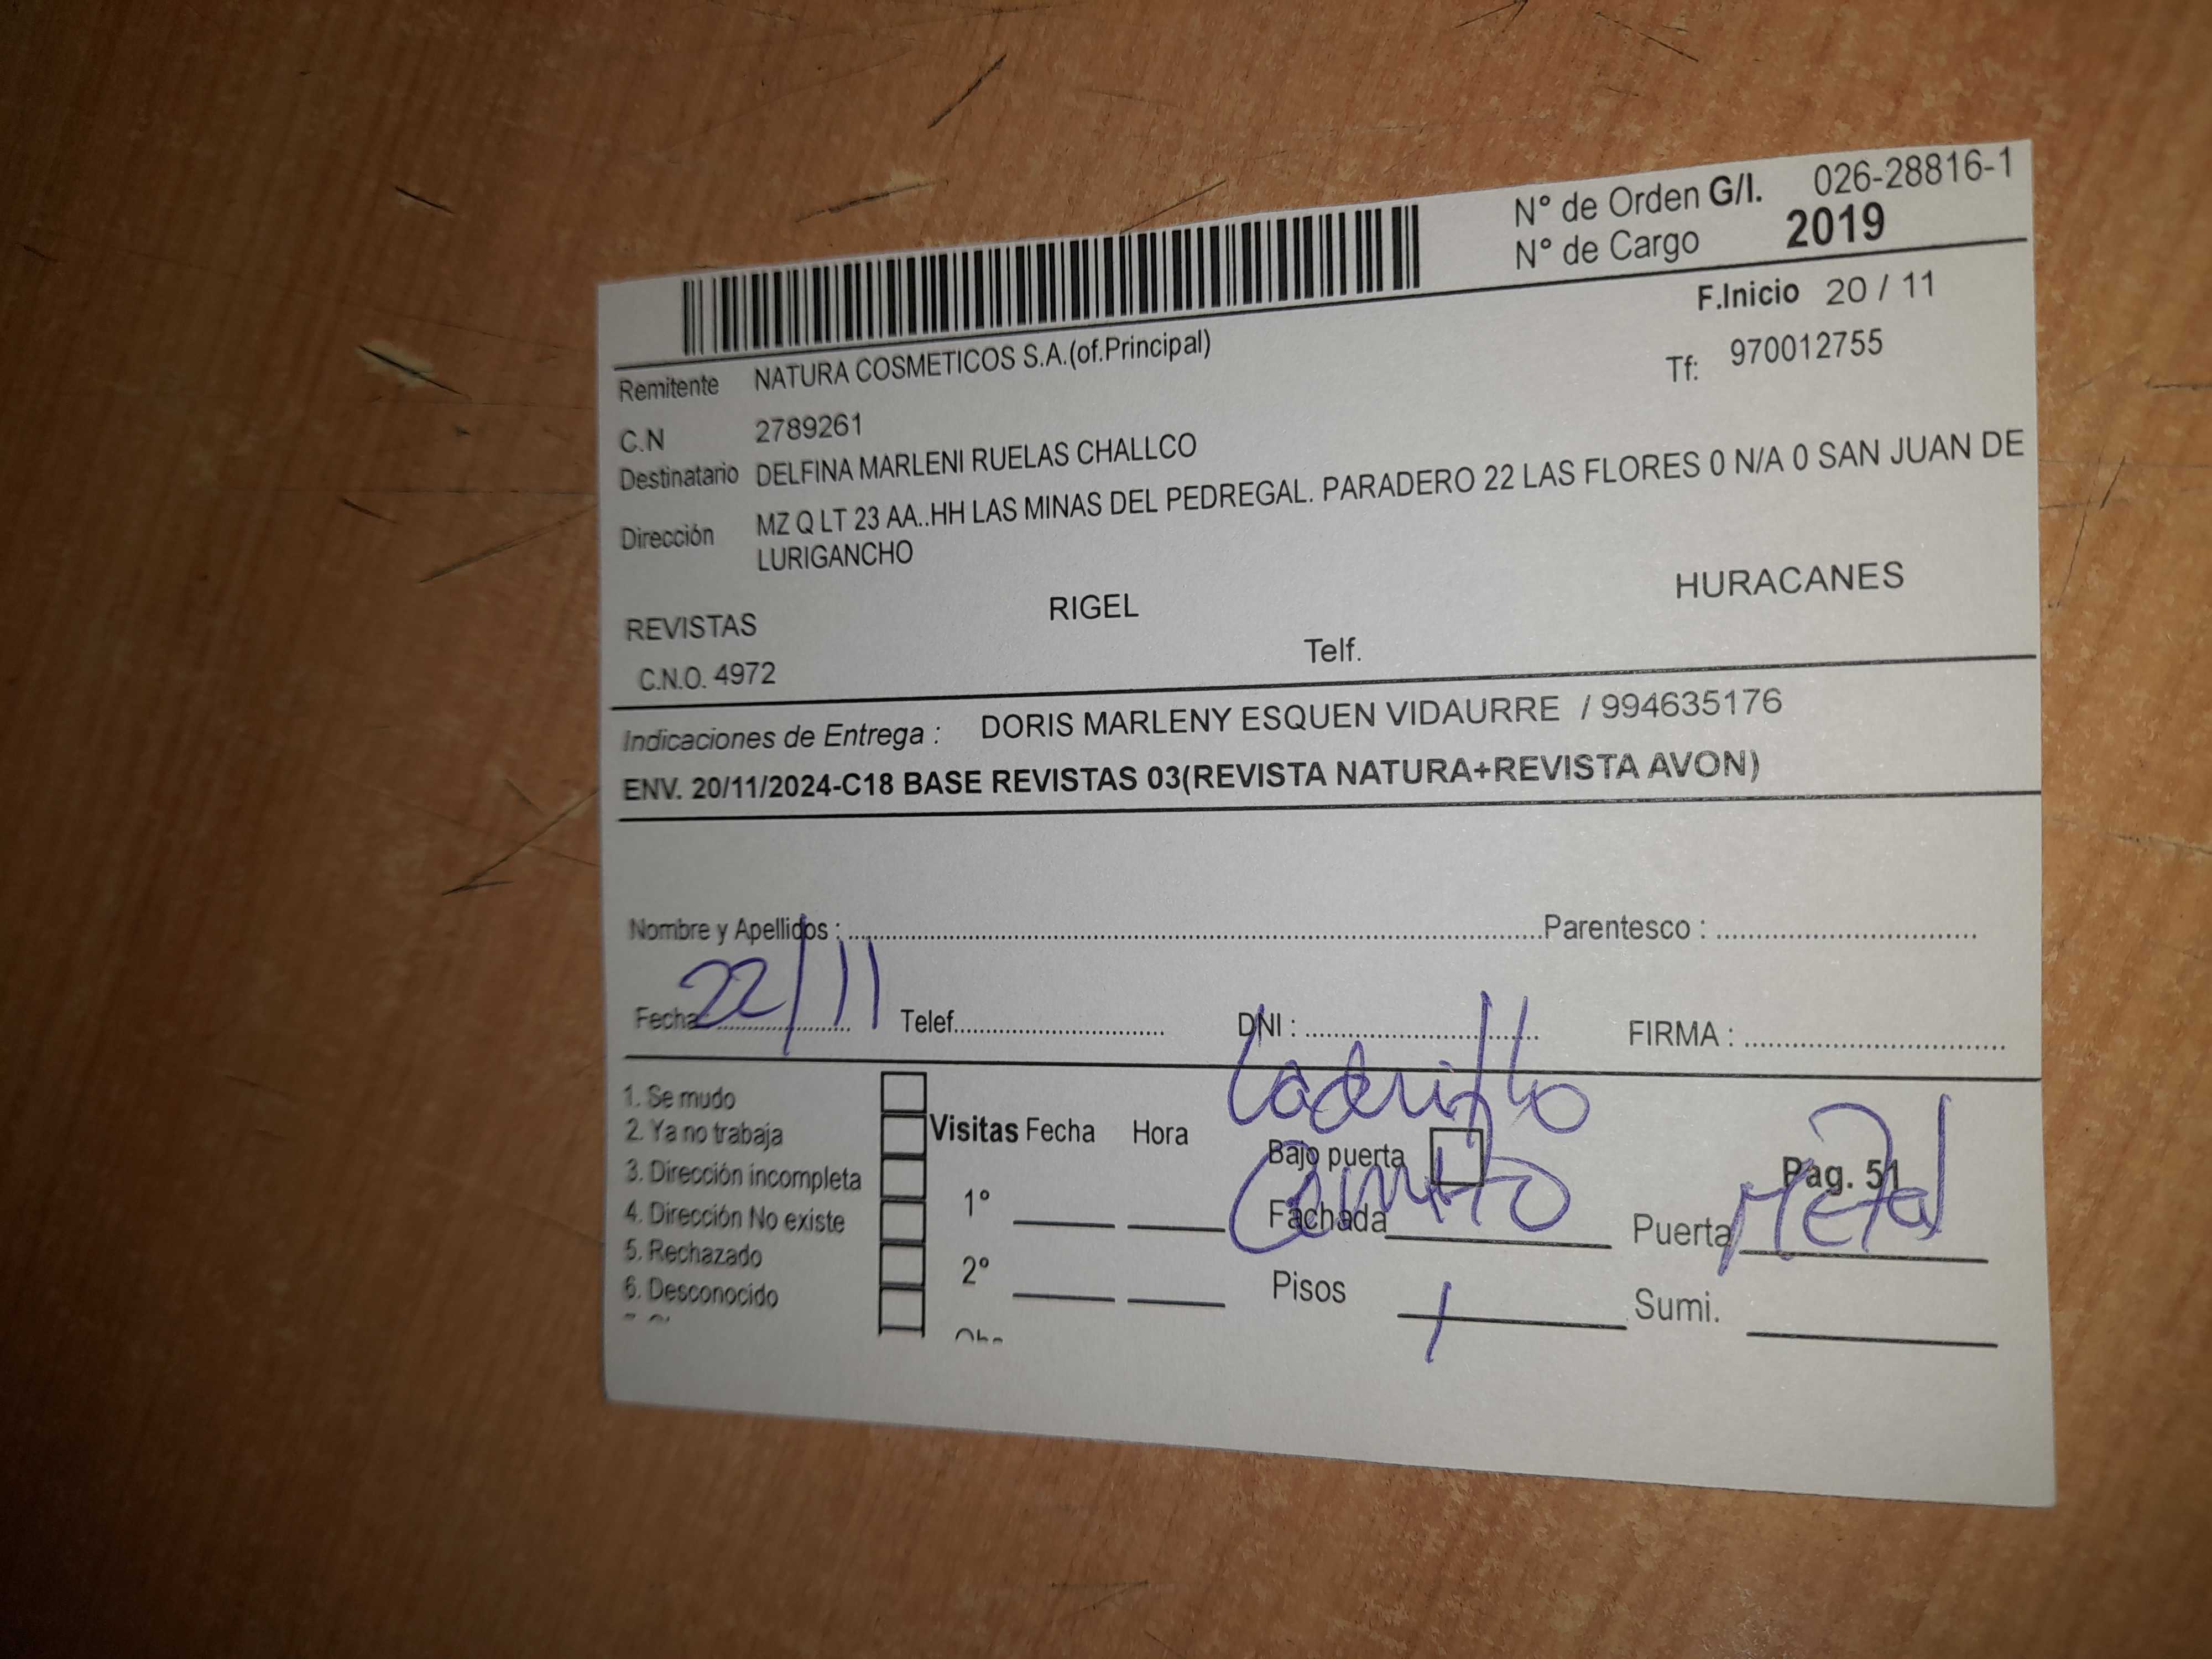 N° de Orden G/I. 026-28816-1
N° de Cargo 2019
F.Inicio 20 / 11
Remitente NATURA COSMETICOS S.A.(of.Principal) Tf: 970012755
C.N 2789261
Destinatario DELFINA MARLENI RUELAS CHALLCO
Dirección MZ Q LT 23 AA..HH LAS MINAS DEL PEDREGAL. PARADERO 22 LAS FLORES 0 N/A 0 SAN JUAN DE
LURIGANCHO
REVISTAS RIGEL HURACANES
C.N.O. 4972 Telf.
Indicaciones de Entrega : DORIS MARLENY ESQUEN VIDAURRE / 994635176
ENV. 20/11/2024-C18 BASE REVISTAS 03(REVISTA NATURA+REVISTA AVON)
Nombre y Apellidos : Parentesco :
Fecha 22/11 Telef. DNI : FIRMA :
Ladrillo
1. Se mudo
2. Ya no trabaja Visitas Fecha Hora Bajo puerta Pag. 51
3. Dirección incompleta
4. Dirección No existe 1° Fachada Puerta Metal
5. Rechazado
6. Desconocido 2° Pisos 1 Sumi.